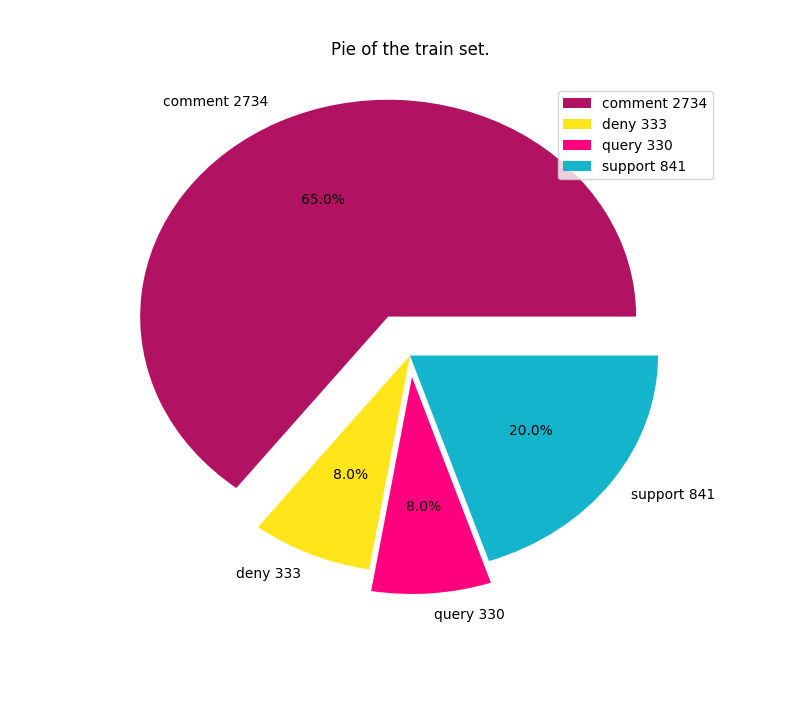 Pie of the train set.
comment 2734
comment 2734
deny 333
query 330
support 841
65.0%
20.0%
8.0%
8.0%
support 841
deny 333
query 330